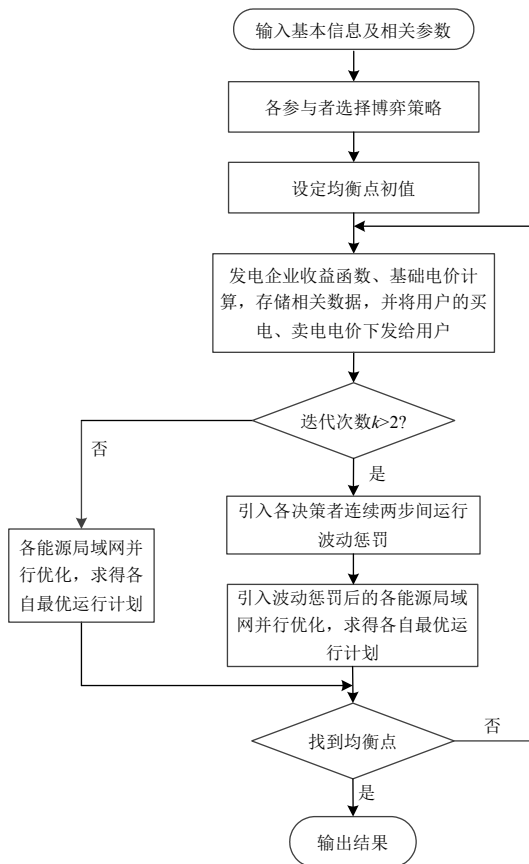 输入基本信息及相关参数
各参与者选择博弈策略
设定均衡点初值
发电企业收益函数、基础电价计
算，存储相关数据，并将用户的买
电、卖电电价下发给用户
迭代次数k>2?
否
是
引入各决策者连续两步间运行
波动惩罚
各能源局域网并
行优化，求得各
自最优运行计划
引入波动惩罚后的各能源局域
网并行优化，求得各自最优运
行计划
找到均衡点
否
是
输出结果